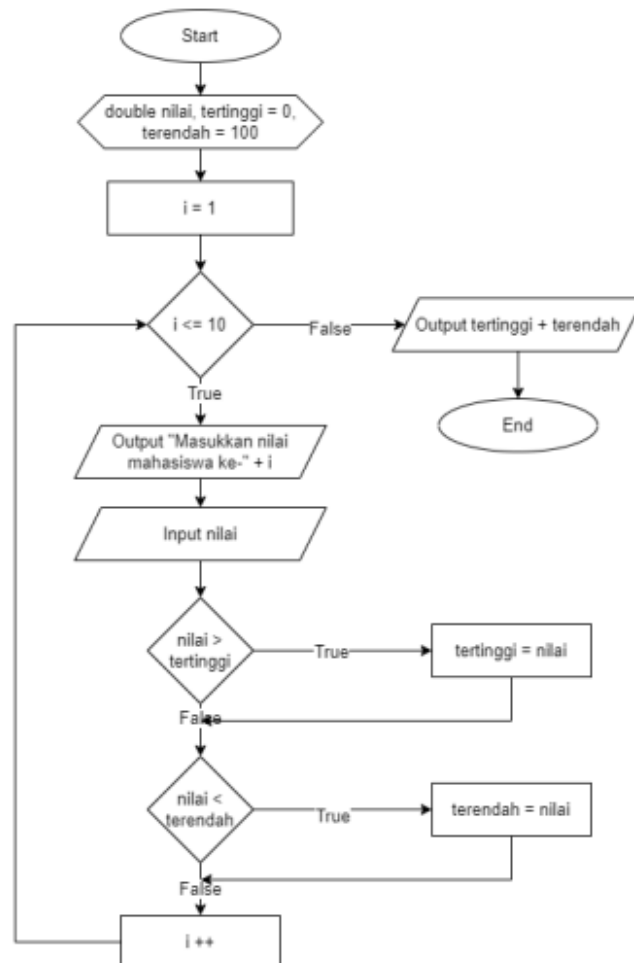 Start
double nilai, tertinggi = 0,
terendah = 100
i = 1
i <= 10
False
Output tertinggi + terendah
End
True
Output "Masukkan nilai
mahasiswa ke-" + i
Input nilai
nilai >
tertinggi
True
tertinggi = nilai
False
nilai <
terendah
True
terendah = nilai
False
i ++